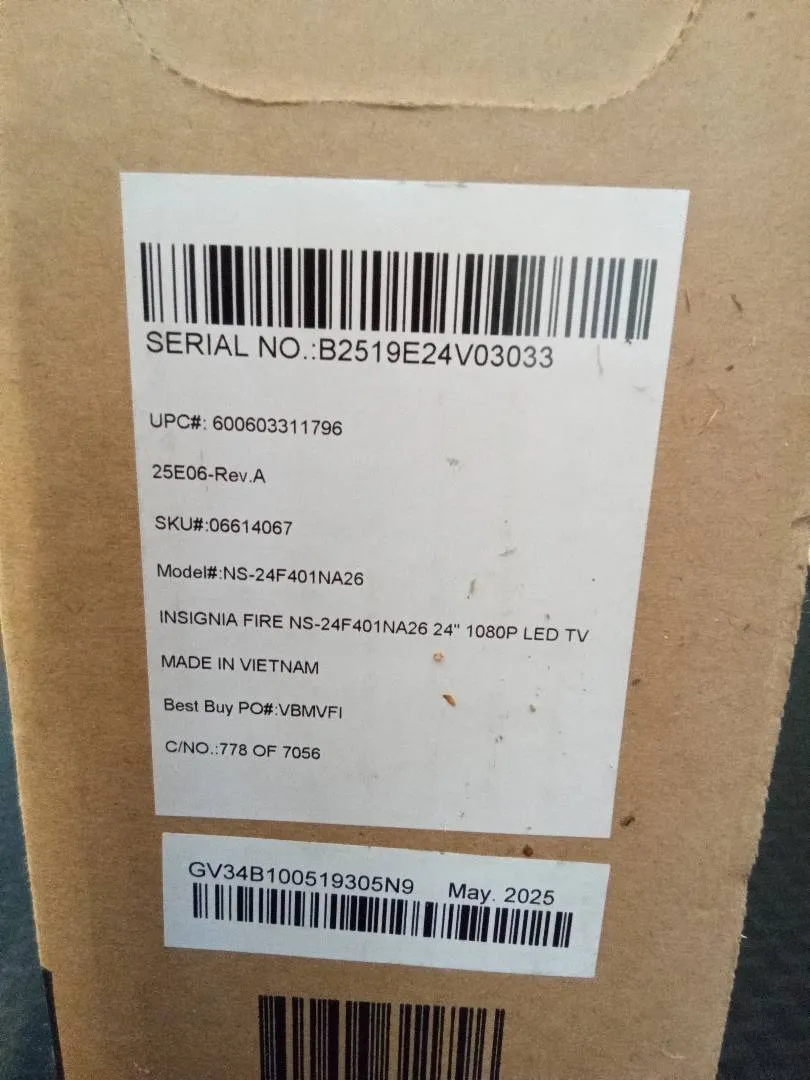 SERIAL NO.:B2519E24V03033
UPC#: 600603311796
25E06-Rev.A
SKU#:06614067
Model#:NS-24F401NA26
INSIGNIA FIRE NS-24F401NA26 24" 1080P LED TV
MADE IN VIETNAM
Best Buy PO#:VBMVFI
C/NO.:778 OF 7056
GV34B100519305N9 May. 2025